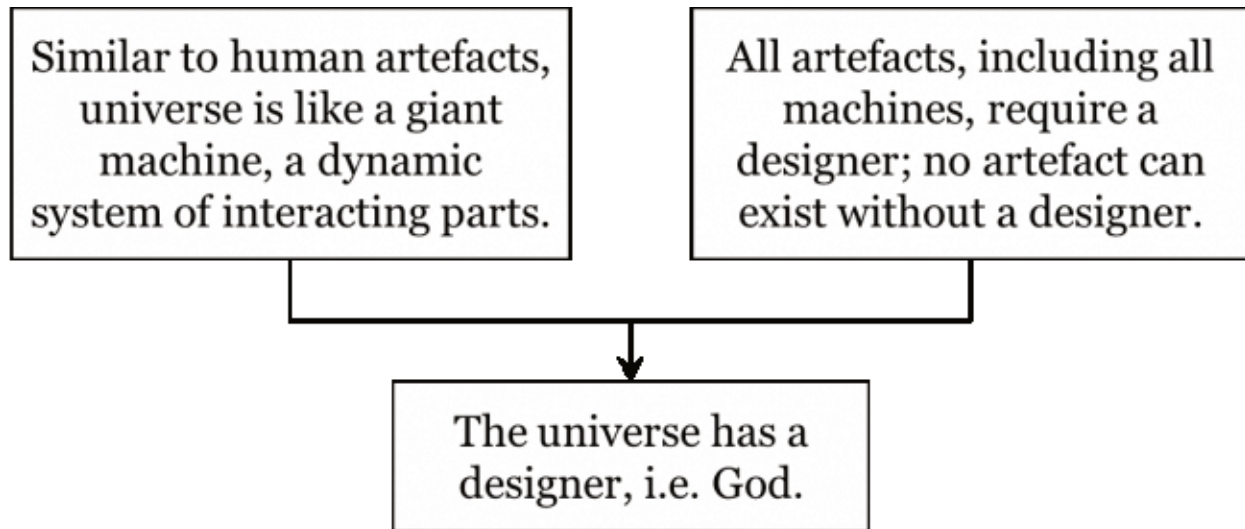 Similar to human artefacts,
universe is like a giant
machine, a dynamic
system of interacting parts.
All artefacts, including all
machines, require a
designer; no artefact can
exist without a designer.
The universe has a
designer, i.e. God.